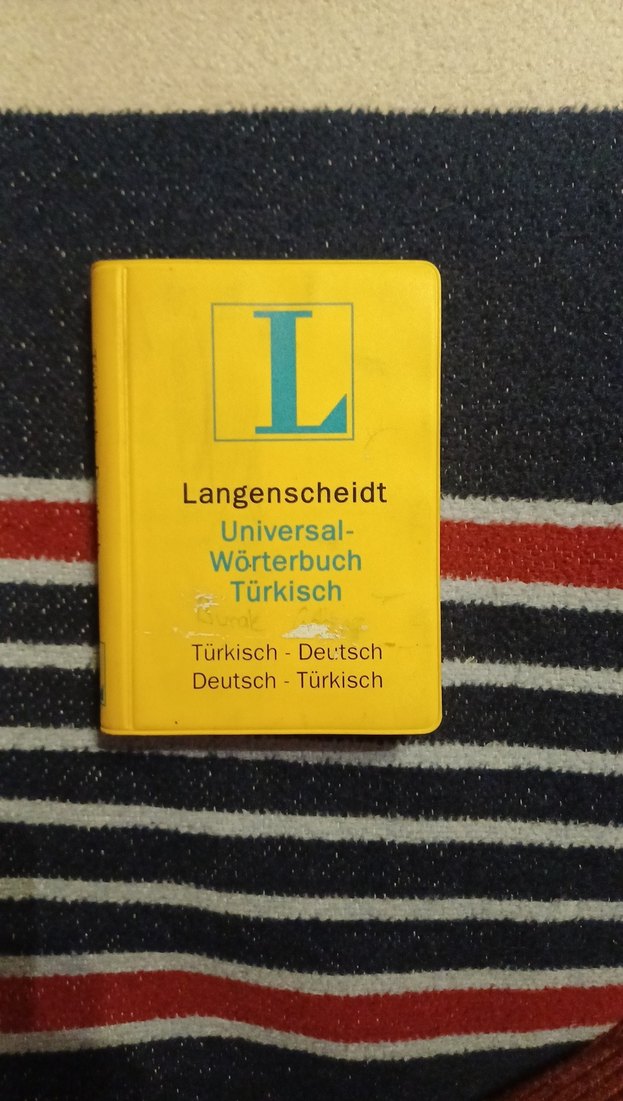 L
Langenscheidt
Universal-
Wörterbuch
Türkisch
Türkisch - Deutsch
Deutsch - Türkisch